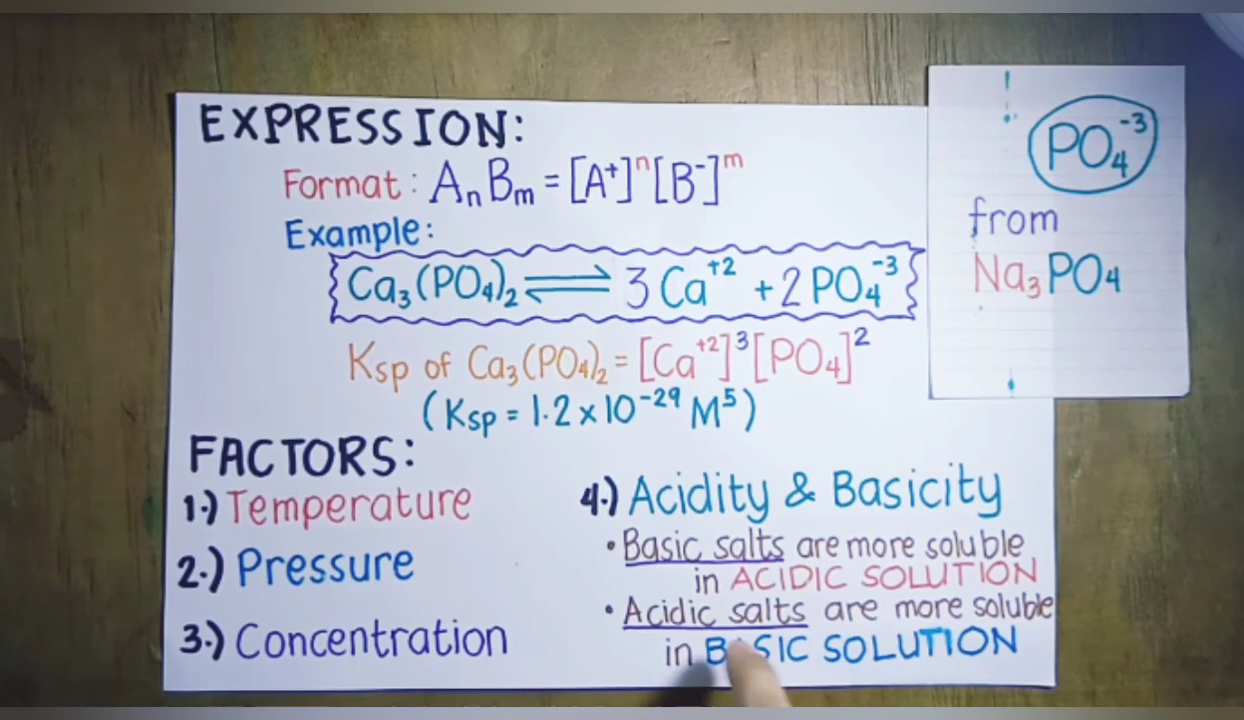 EXPRESSION:
Format: AₙBₘ = [A⁺]ⁿ[B⁻]ᵐ
Example:
Ca₃(PO₄)₂ ⇌ 3Ca⁺² + 2PO₄⁻³
Ksp of Ca₃(PO₄)₂ = [Ca⁺²]³[PO₄]²
(Ksp = 1.2 x 10⁻²⁹ M⁵)
FACTORS:
1.) Temperature
2.) Pressure
3.) Concentration
4.) Acidity & Basicity
• Basic salts are more soluble
in ACIDIC SOLUTION
• Acidic salts are more soluble
in BASIC SOLUTION
PO₄⁻³
from
Na₃PO₄